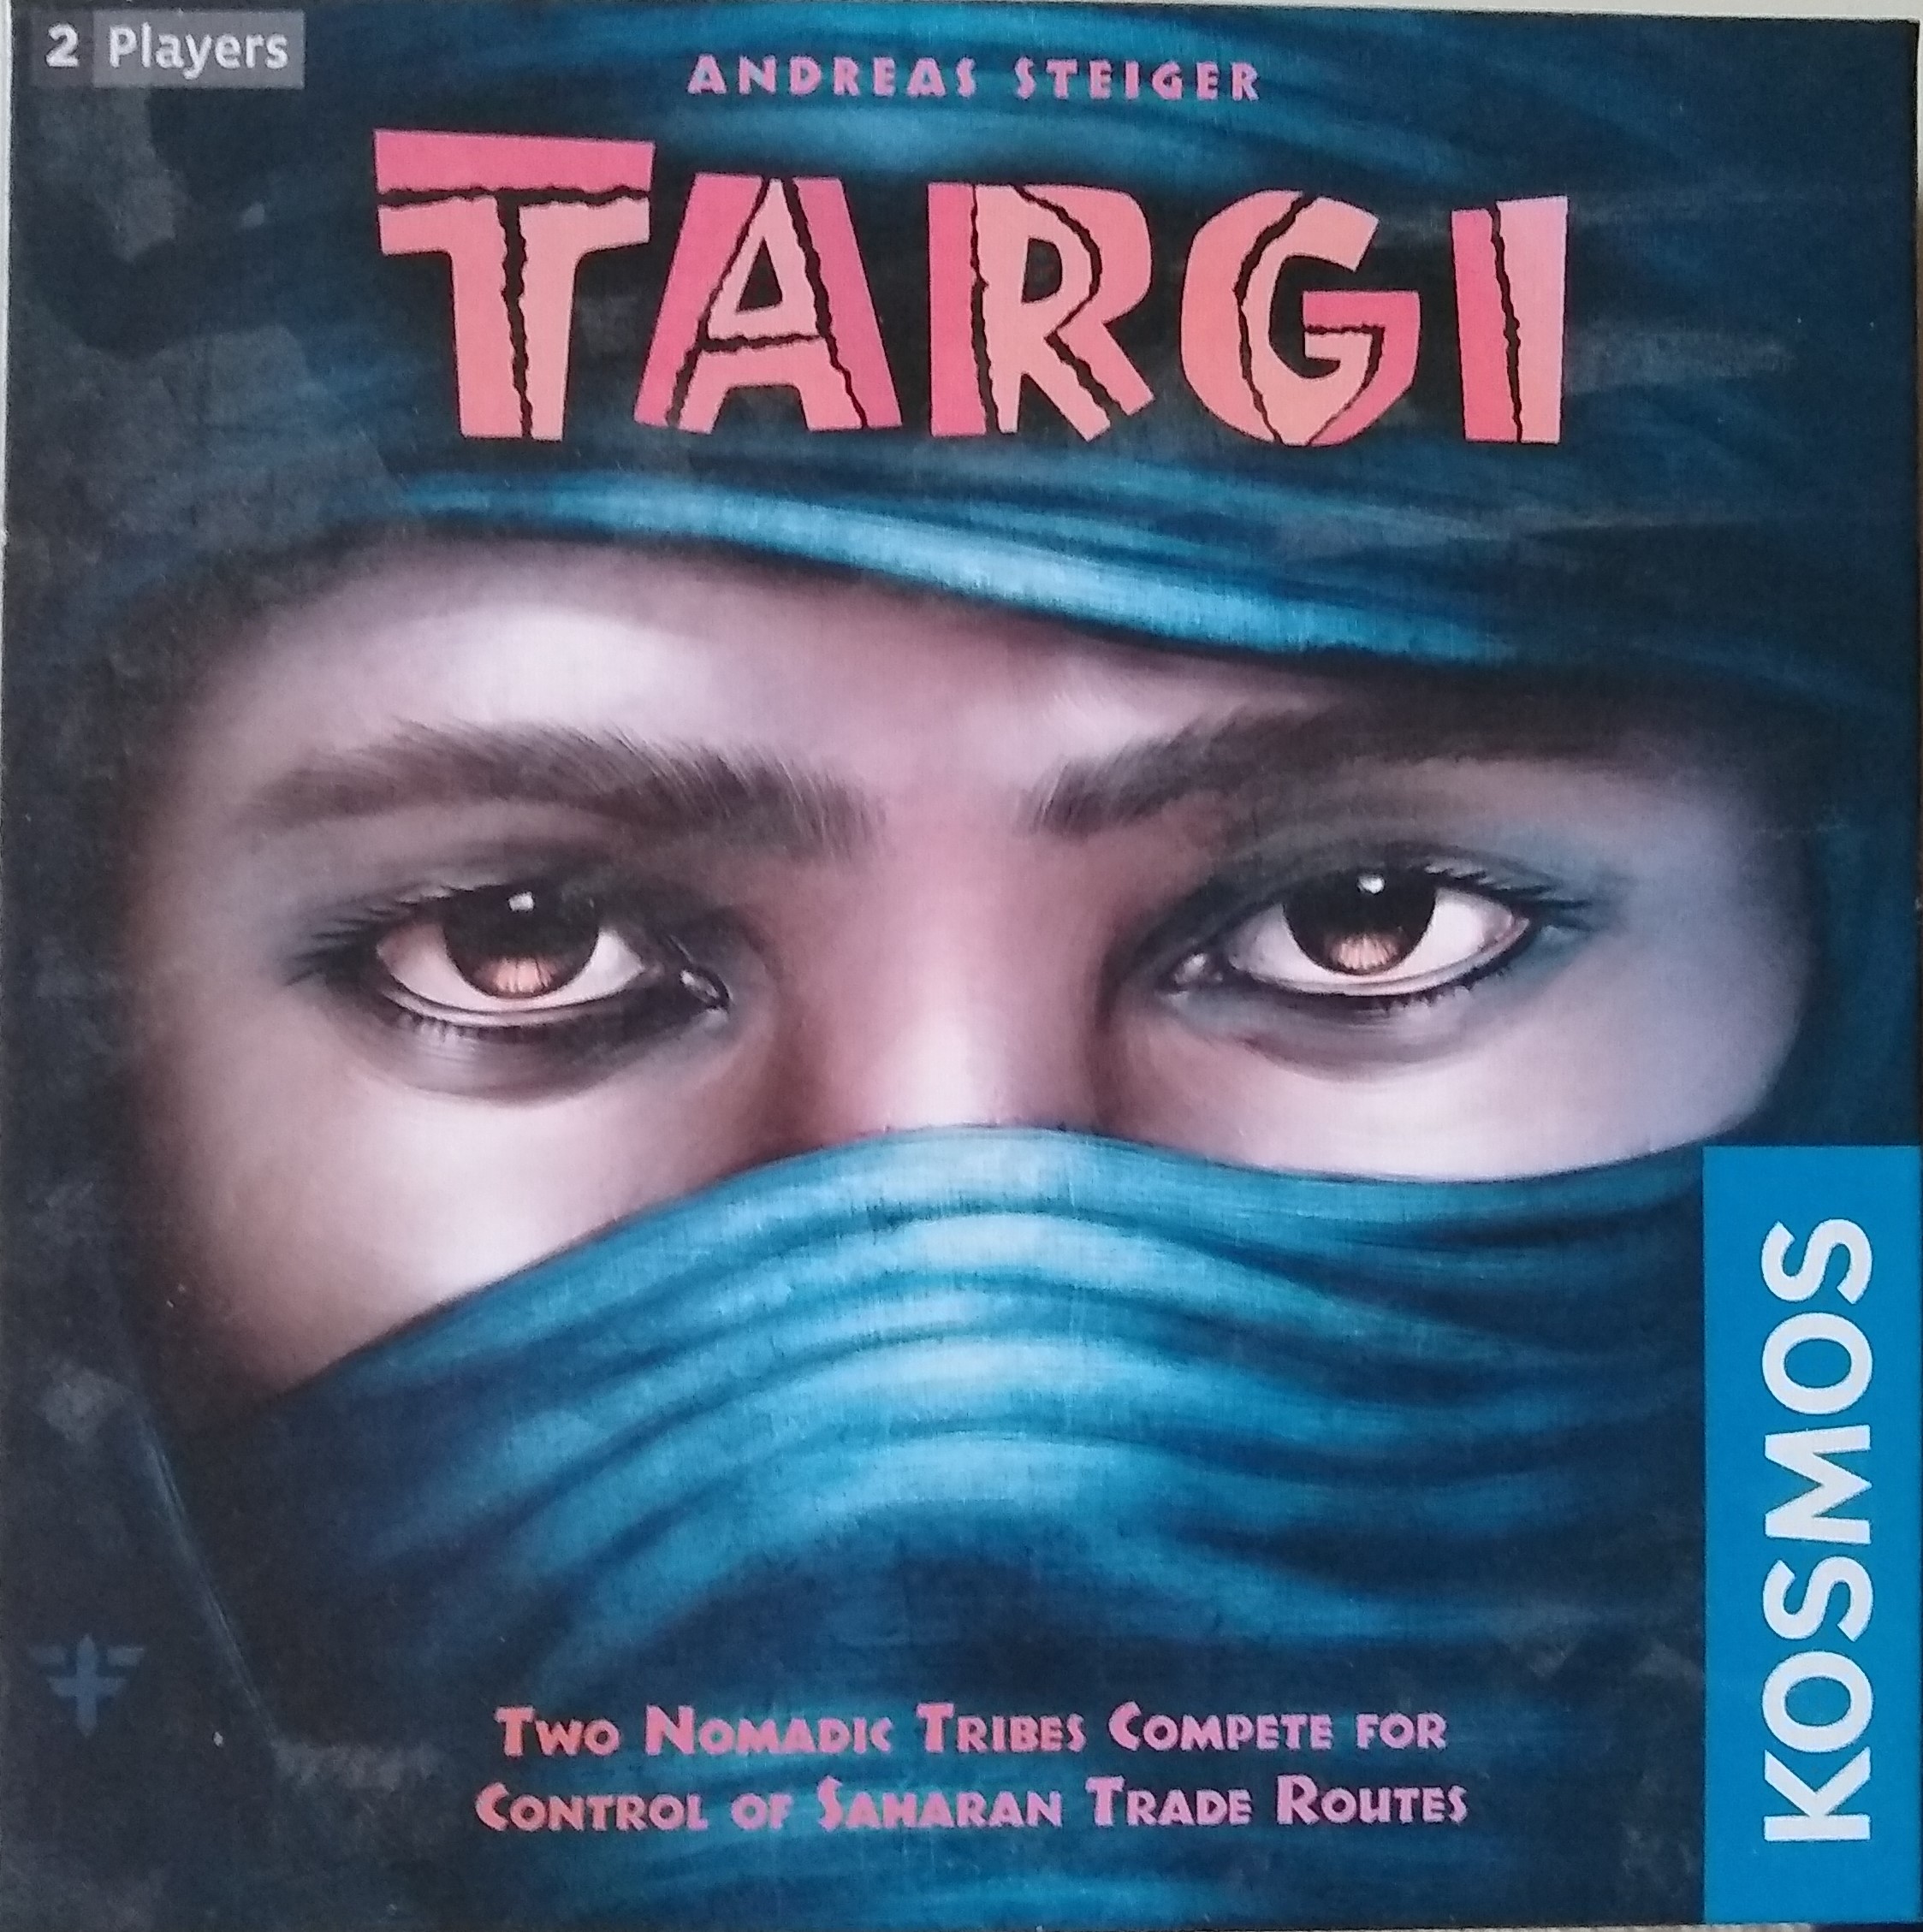 2 Players
ANDREAS STEIGER
TARGI
TWO NOMADIC TRIBES COMPETE FOR
CONTROL OF SAHARAN TRADE ROUTES
KOSMOS